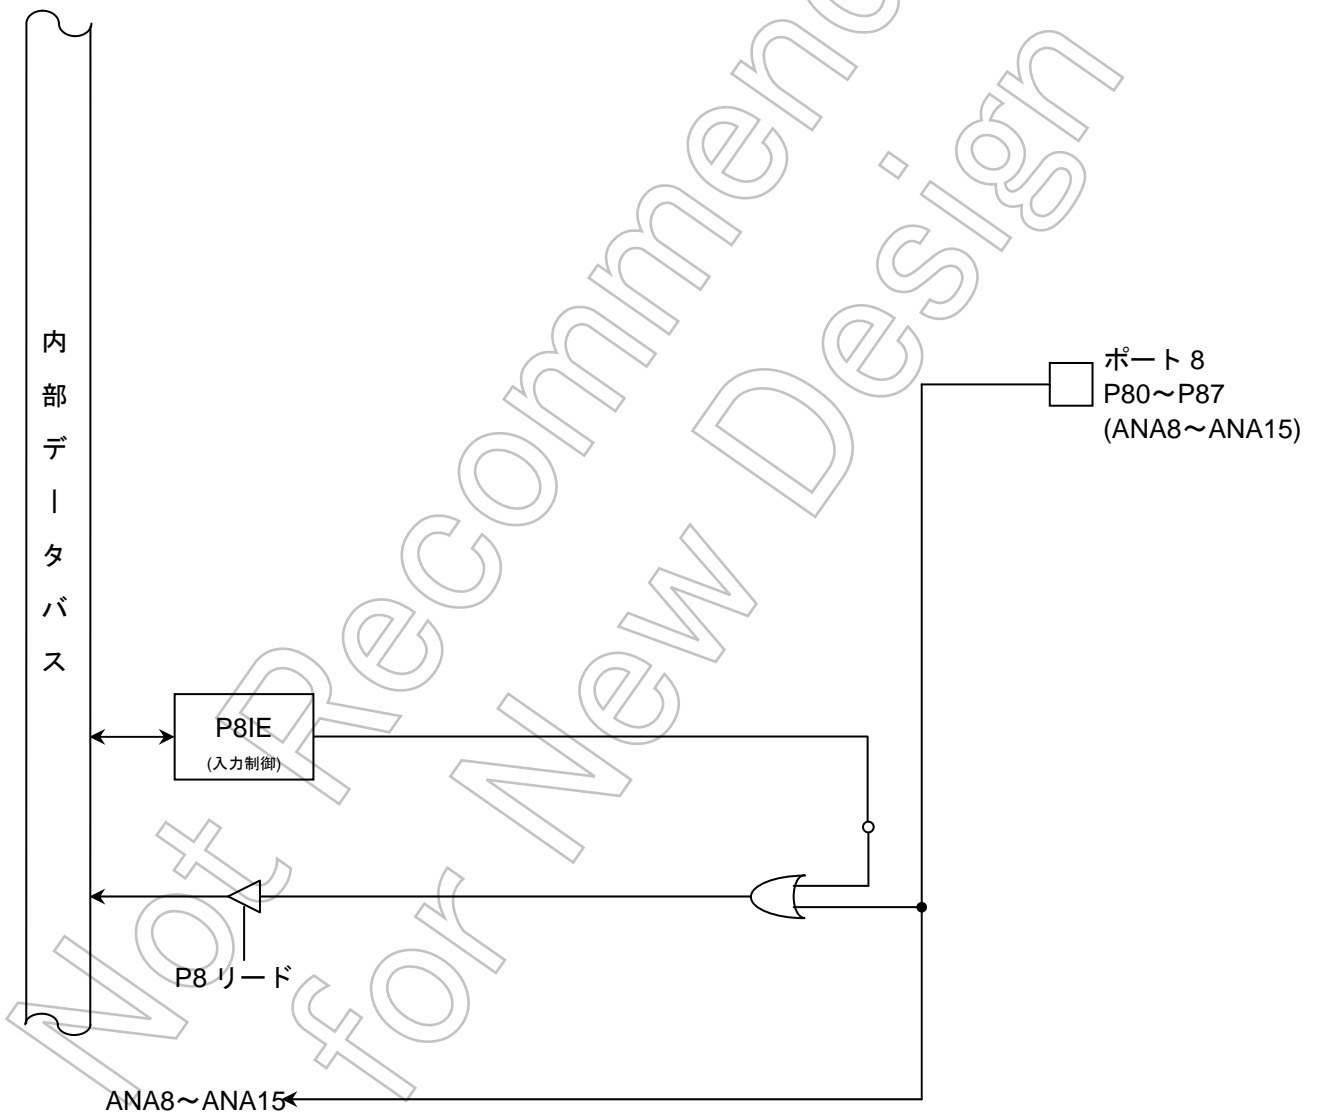 Not Recommend
for New Design
内部データバス
ポート 8
P80～P87
(ANA8～ANA15)
P8IE
(入力制御)
P8 リード
ANA8～ANA15